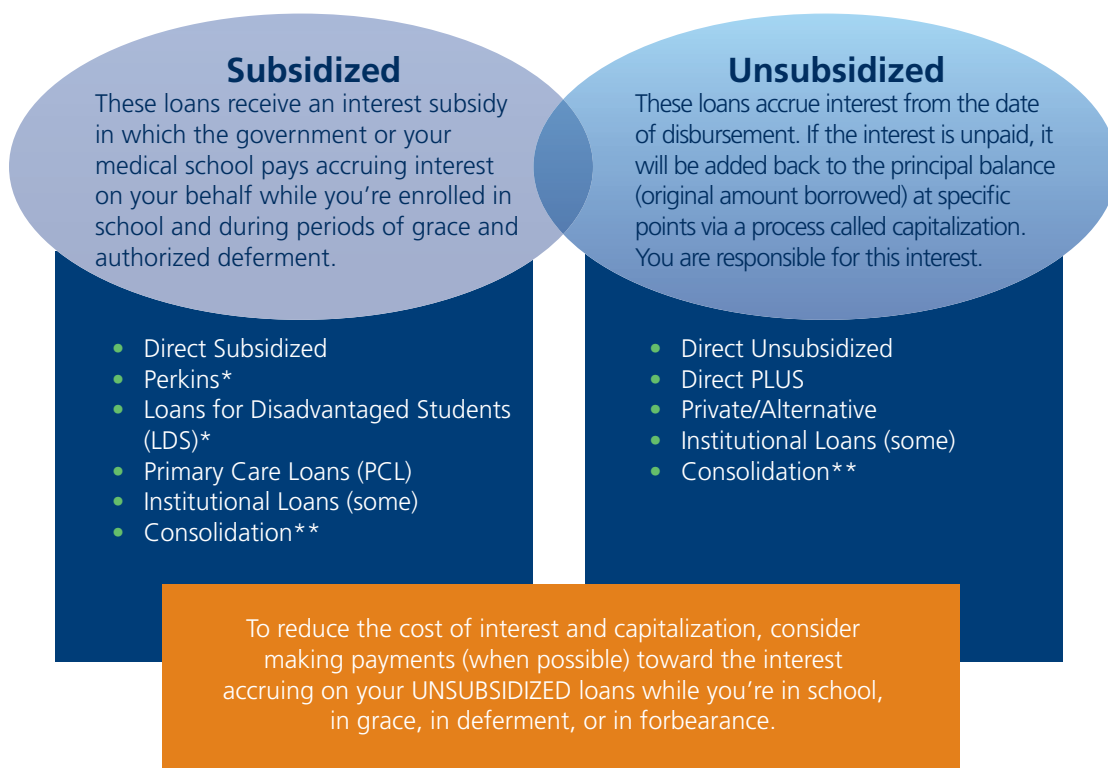 Subsidized
These loans receive an interest subsidy
in which the government or your
medical school pays accruing interest
on your behalf while you’re enrolled in
school and during periods of grace and
authorized deferment.
• Direct Subsidized
• Perkins*
• Loans for Disadvantaged Students
(LDS)*
• Primary Care Loans (PCL)
• Institutional Loans (some)
• Consolidation**
Unsubsidized
These loans accrue interest from the date
of disbursement. If the interest is unpaid, it
will be added back to the principal balance
(original amount borrowed) at specific
points via a process called capitalization.
You are responsible for this interest.
• Direct Unsubsidized
• Direct PLUS
• Private/Alternative
• Institutional Loans (some)
• Consolidation**
To reduce the cost of interest and capitalization, consider
making payments (when possible) toward the interest
accruing on your UNSUBSIDIZED loans while you’re in school,
in grace, in deferment, or in forbearance.